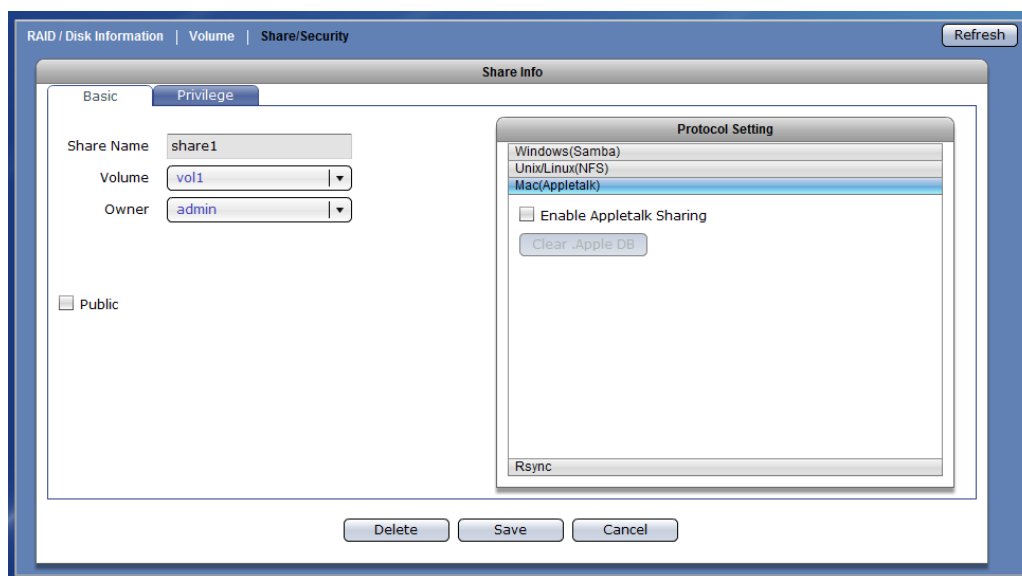 RAID / Disk Information | Volume | Share/Security
Refresh
Share Info
Basic
Privilege
Share Name share1
Volume vol1
Owner admin
Public
Protocol Setting
Windows(Samba)
Unix/Linux(NFS)
Mac(Appletalk)
Enable Appletalk Sharing
Clear .Apple DB
Rsync
Delete
Save
Cancel